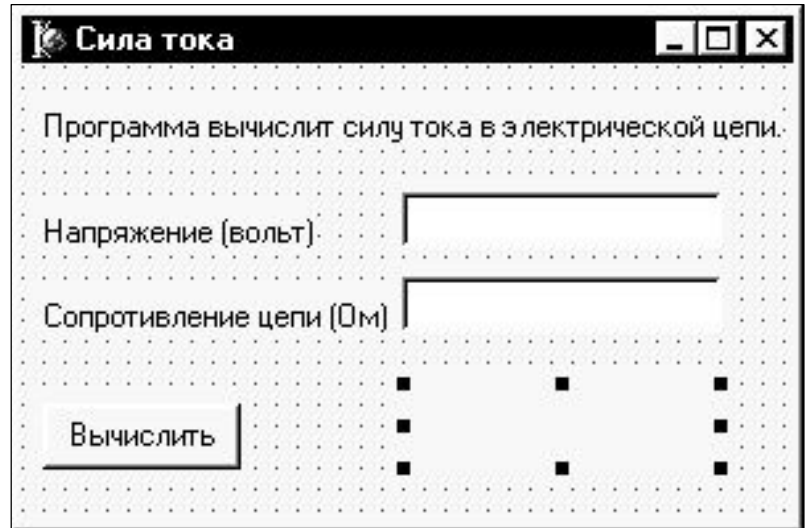 Сила тока
Программа вычислит силу тока в электрической цепи.
Напряжение (вольт)
Сопротивление цепи (Ом)
Вычислить